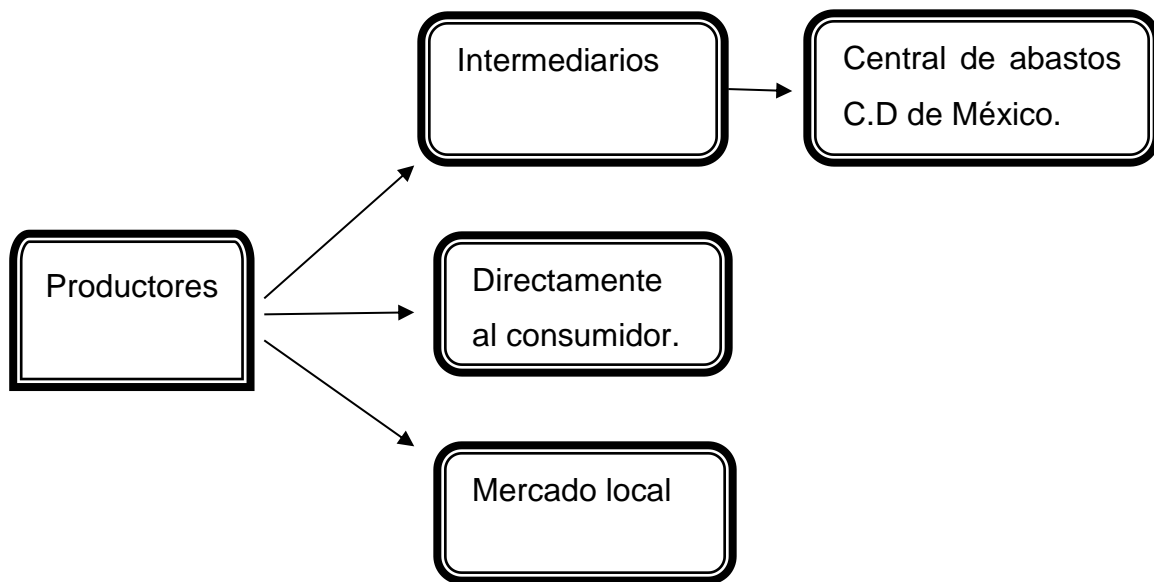 Intermediarios
Central de abastos
C.D de México.
Productores
Directamente
al consumidor.
Mercado local